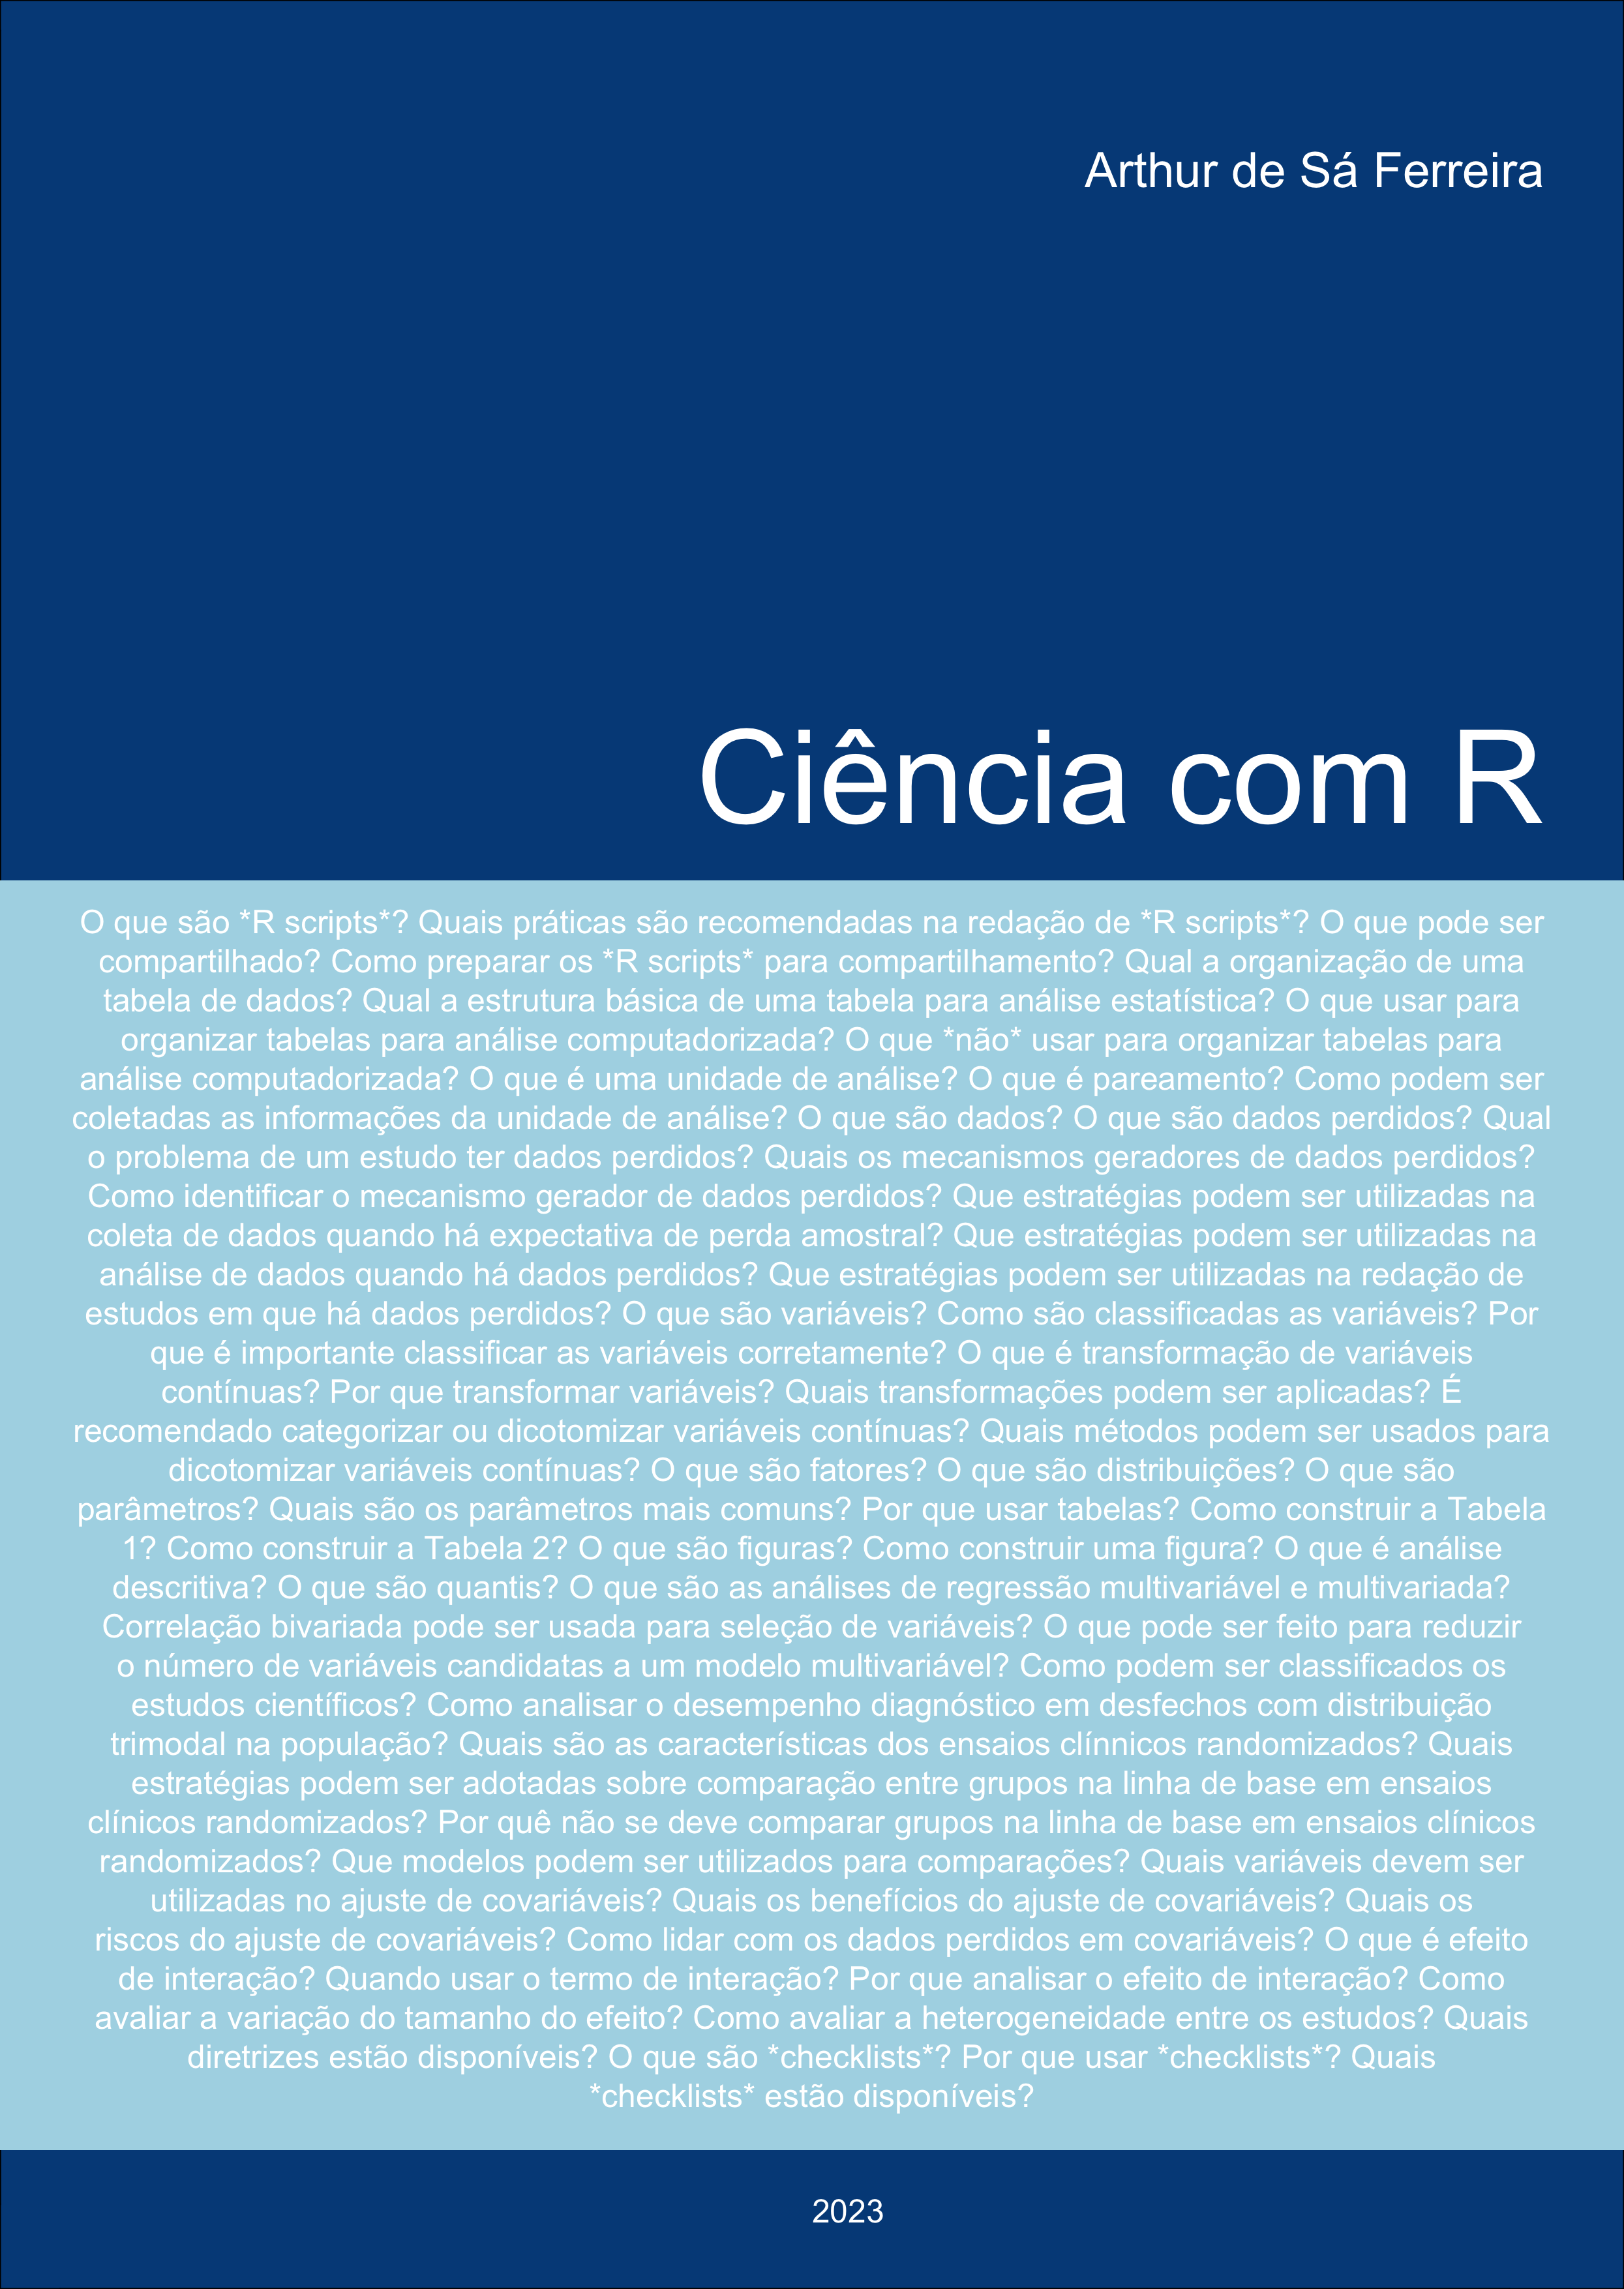 Arthur de Sá Ferreira
Ciência com R
O que são *R scripts*? Quais práticas são recomendadas na redação de *R scripts*? O que pode ser
compartilhado? Como preparar os *R scripts* para compartilhamento? Qual a organização de uma
tabela de dados? Qual a estrutura básica de uma tabela para análise estatística? O que usar para
organizar tabelas para análise computadorizada? O que *não* usar para organizar tabelas para
análise computadorizada? O que é uma unidade de análise? O que é pareamento? Como podem ser
coletadas as informações da unidade de análise? O que são dados? O que são dados perdidos? Qual
o problema de um estudo ter dados perdidos? Quais os mecanismos geradores de dados perdidos?
Como identificar o mecanismo gerador de dados perdidos? Que estratégias podem ser utilizadas na
coleta de dados quando há expectativa de perda amostral? Que estratégias podem ser utilizadas na
análise de dados quando há dados perdidos? Que estratégias podem ser utilizadas na redação de
estudos em que há dados perdidos? O que são variáveis? Como são classificadas as variáveis? Por
que é importante classificar as variáveis corretamente? O que é transformação de variáveis
contínuas? Por que transformar variáveis? Quais transformações podem ser aplicadas? É
recomendado categorizar ou dicotomizar variáveis contínuas? Quais métodos podem ser usados para
dicotomizar variáveis contínuas? O que são fatores? O que são distribuições? O que são
parâmetros? Quais são os parâmetros mais comuns? Por que usar tabelas? Como construir a Tabela
1? Como construir a Tabela 2? O que são figuras? Como construir uma figura? O que é análise
descritiva? O que são quantis? O que são as análises de regressão multivariável e multivariada?
Correlação bivariada pode ser usada para seleção de variáveis? O que pode ser feito para reduzir
o número de variáveis candidatas a um modelo multivariável? Como podem ser classificados os
estudos científicos? Como analisar o desempenho diagnóstico em desfechos com distribuição
trimodal na população? Quais são as características dos ensaios clínnicos randomizados? Quais
estratégias podem ser adotadas sobre comparação entre grupos na linha de base em ensaios
clínicos randomizados? Por quê não se deve comparar grupos na linha de base em ensaios clínicos
randomizados? Que modelos podem ser utilizados para comparações? Quais variáveis devem ser
utilizadas no ajuste de covariáveis? Quais os benefícios do ajuste de covariáveis? Quais os
riscos do ajuste de covariáveis? Como lidar com os dados perdidos em covariáveis? O que é efeito
de interação? Quando usar o termo de interação? Por que analisar o efeito de interação? Como
avaliar a variação do tamanho do efeito? Como avaliar a heterogeneidade entre os estudos? Quais
diretrizes estão disponíveis? O que são *checklists*? Por que usar *checklists*? Quais
*checklists* estão disponíveis?
2023